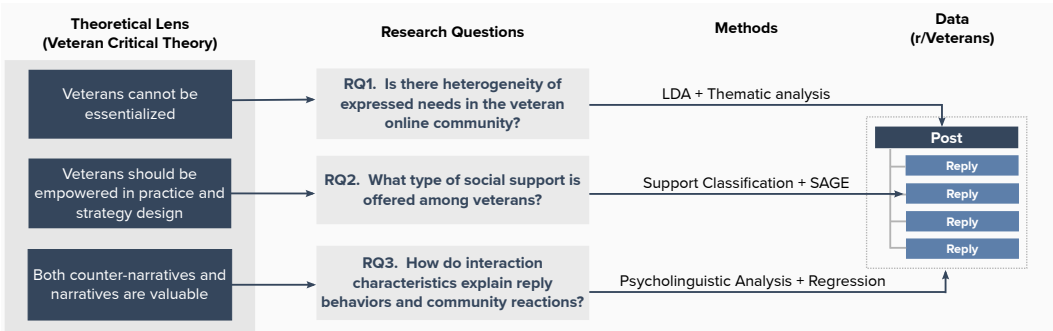 Theoretical Lens
(Veteran Critical Theory)
Research Questions
Methods
Data
(r/Veterans)
Veterans cannot be
essentialized
RQ1. Is there heterogeneity of
expressed needs in the veteran
online community?
LDA + Thematic analysis
Post
Reply
Reply
Reply
Reply
Veterans should be
empowered in practice and
strategy design
RQ2. What type of social support is
offered among veterans?
Support Classification + SAGE
Both counter-narratives and
narratives are valuable
RQ3. How do interaction
characteristics explain reply
behaviors and community reactions?
Psycholinguistic Analysis + Regression